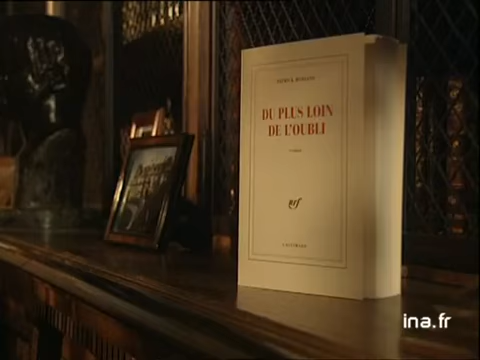 PATRICK MODIANO
DU PLUS LOIN
DE L'OUBLI
roman
nrf
GALLIMARD
ina.fr